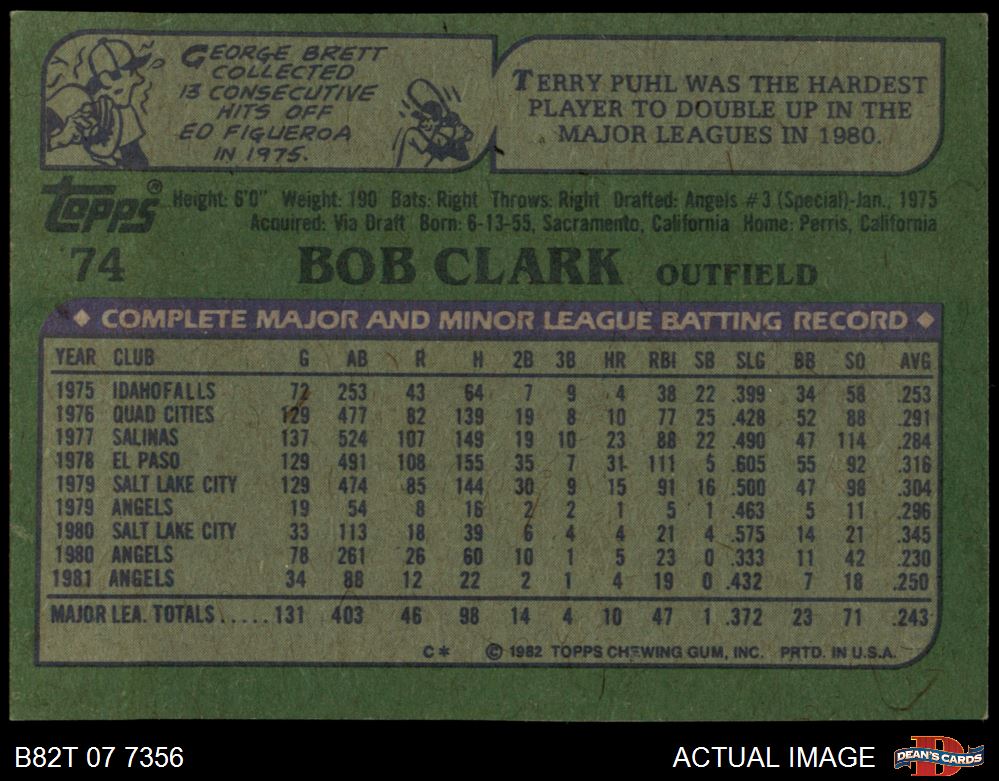 GEORGE BRETT
COLLECTED
13 CONSECUTIVE
HITS OFF
ED FIGUEROA
IN 1975.
TERRY PUHL WAS THE HARDEST
PLAYER TO DOUBLE UP IN THE
MAJOR LEAGUES IN 1980.
Topps®
Height: 6'0" Weight: 190 Bats: Right Throws: Right Drafted: Angels #3 (Special)-Jan., 1975
Acquired: Via Draft Born: 6-13-55, Sacramento, California Home: Perris, California
74 BOB CLARK OUTFIELD
◆ COMPLETE MAJOR AND MINOR LEAGUE BATTING RECORD ◆
YEAR CLUB G AB R H 2B 3B HR RBI SB SLG BB SO AVG
1975 IDAHOFALLS 72 253 43 64 7 9 4 38 22 .399 34 58 .253
1976 QUAD CITIES 129 477 82 139 19 8 10 77 25 .428 52 88 .291
1977 SALINAS 137 524 107 149 19 10 23 88 22 .490 47 114 .284
1978 EL PASO 129 491 108 155 35 7 31 111 5 .605 55 92 .316
1979 SALT LAKE CITY 129 474 85 144 30 9 15 91 16 .500 47 98 .304
1979 ANGELS 19 54 8 16 2 2 1 5 1 .463 5 11 .296
1980 SALT LAKE CITY 33 113 18 39 6 4 4 21 4 .575 14 21 .345
1980 ANGELS 78 261 26 60 10 1 5 23 0 .333 11 42 .230
1981 ANGELS 34 88 12 22 2 1 4 19 0 .432 7 18 .250
MAJOR LEA. TOTALS ..... 131 403 46 98 14 4 10 47 1 .372 23 71 .243
C* © 1982 TOPPS CHEWING GUM, INC. PRTD. IN U.S.A.
B82T 07 7356 ACTUAL IMAGE DEAN'S CARDS